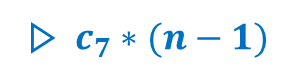 ▷ c₇ * (n − 1)